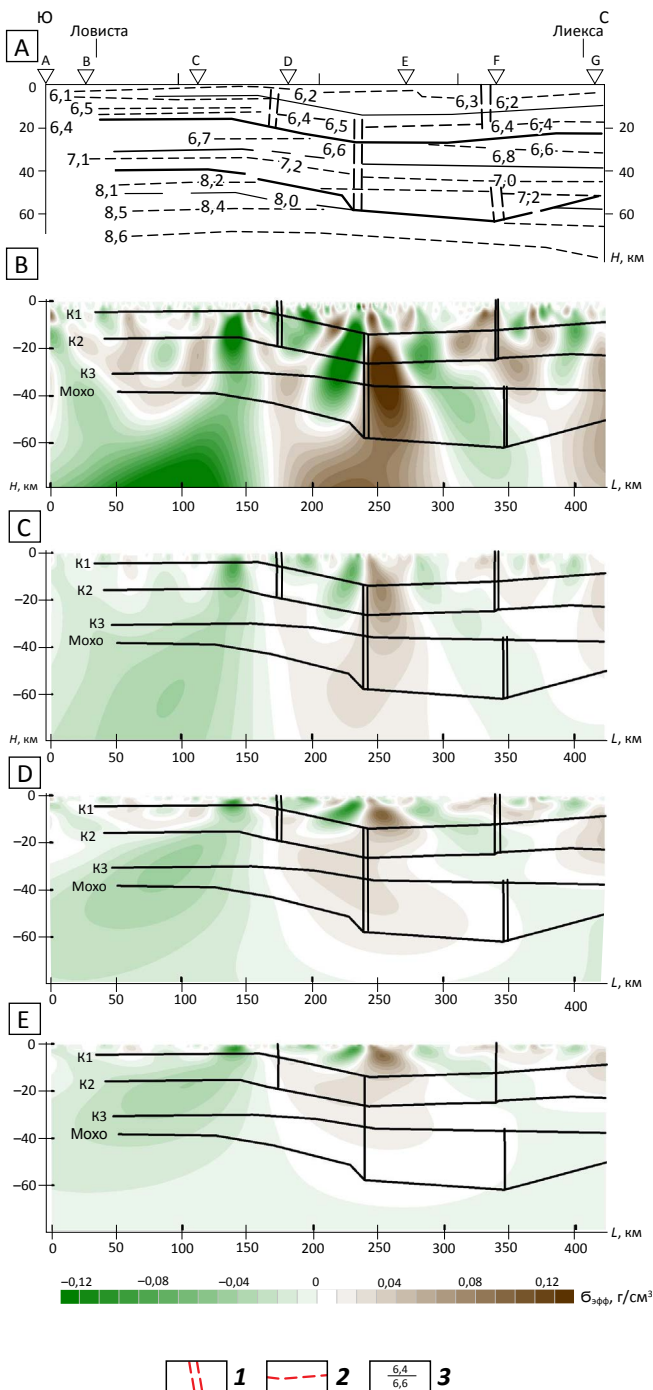 Ю С
Ловиста Лиекса
A
A B C D E F G
0
6,1 6,2 6,3 6,2
6,5 6,4 6,5 6,4 6,4
20 6,4 20
6,7 6,6 6,6
6,8
40 7,1 7,2 7,0 40
8,1 8,2 7,2
8,5 8,4 8,0
60 60
8,6
H, км
B
0
К1
−20 К2
К3
−40 Мохо
−60
H, км L, км
0 50 100 150 200 250 300 350 400
C
0
К1
−20 К2
К3
−40 Мохо
−60
H, км L, км
0 50 100 150 200 250 300 350 400
D
0
К1
−20 К2
К3
−40 Мохо
−60
−80 L, км
0 50 100 150 200 250 300 350 400
E
0
К1
−20 К2
К3
−40 Мохо
−60
−80 L, км
0 50 100 150 200 250 300 350 400
−0,12 −0,08 −0,04 0 0,04 0,08 0,12
Ϭэфф, г/см³
1 2 6,4 3
6,6